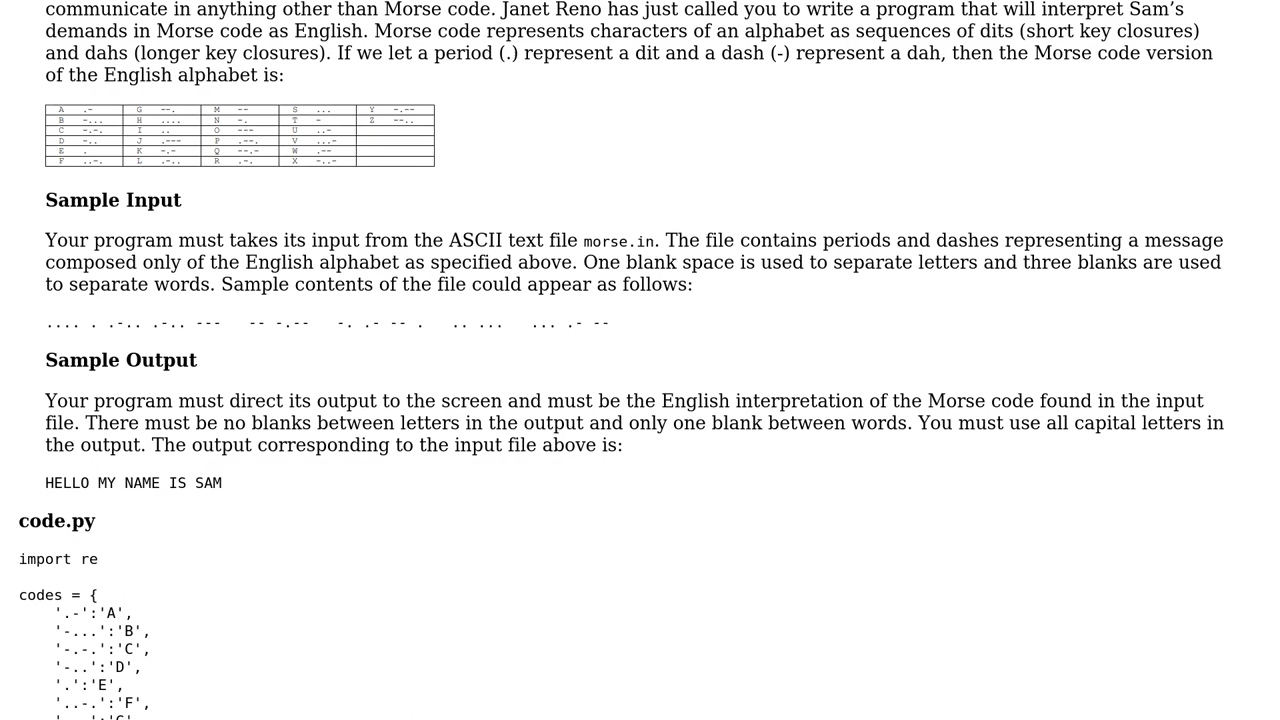 communicate in anything other than Morse code. Janet Reno has just called you to write a program that will interpret Sam’s
demands in Morse code as English. Morse code represents characters of an alphabet as sequences of dits (short key closures)
and dahs (longer key closures). If we let a period (.) represent a dit and a dash (-) represent a dah, then the Morse code version
of the English alphabet is:
A .- G --. M -- S ... Y -.--
B -... H .... N -. T - Z --..
C -.-. I .. O --- U ..-
D -.. J .--- P .--. V ...-
E . K -.- Q --.- W .--
F ..-. L .-.. R .-. X -..-
Sample Input
Your program must takes its input from the ASCII text file morse.in. The file contains periods and dashes representing a message
composed only of the English alphabet as specified above. One blank space is used to separate letters and three blanks are used
to separate words. Sample contents of the file could appear as follows:
.... . .-.. .-.. ---   -- -.--   -. .- -- .   .. ...   ... .- --
Sample Output
Your program must direct its output to the screen and must be the English interpretation of the Morse code found in the input
file. There must be no blanks between letters in the output and only one blank between words. You must use all capital letters in
the output. The output corresponding to the input file above is:
HELLO MY NAME IS SAM
code.py
import re
codes = {
    '.-':'A',
    '-...':'B',
    '-.-.':'C',
    '-..':'D',
    '.':'E',
    '..-.':'F',